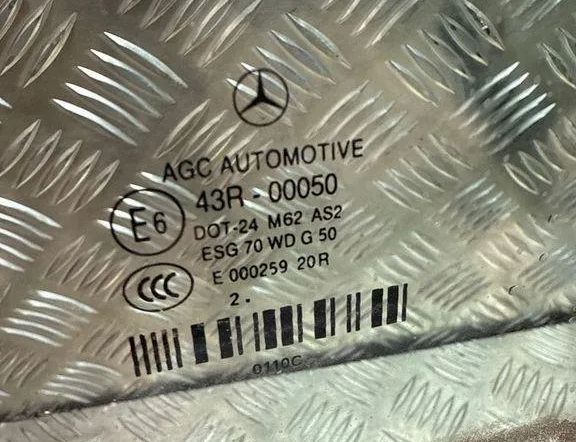 AGC AUTOMOTIVE
E6 43R - 00050
DOT-24 M62 AS2
ESG 70 WD G 50
CCC E 000259 20R
2.
0110C